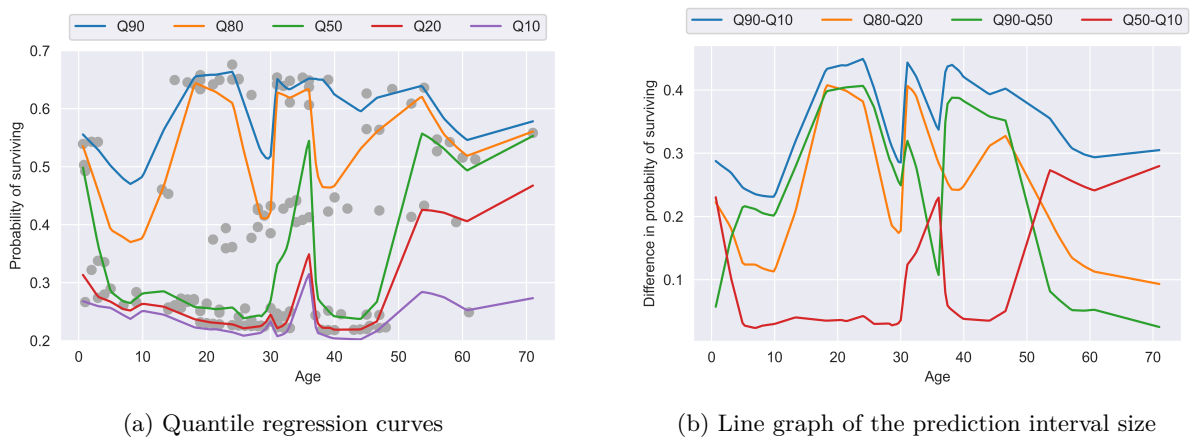 Q90 Q80 Q50 Q20 Q10
0.7
0.6
0.5
0.4
0.3
0.2
Probability of surviving
0 10 20 30 40 50 60 70
Age
(a) Quantile regression curves
Q90-Q10 Q80-Q20 Q90-Q50 Q50-Q10
0.4
0.3
0.2
0.1
Difference in probabilty of surviving
0 10 20 30 40 50 60 70
Age
(b) Line graph of the prediction interval size